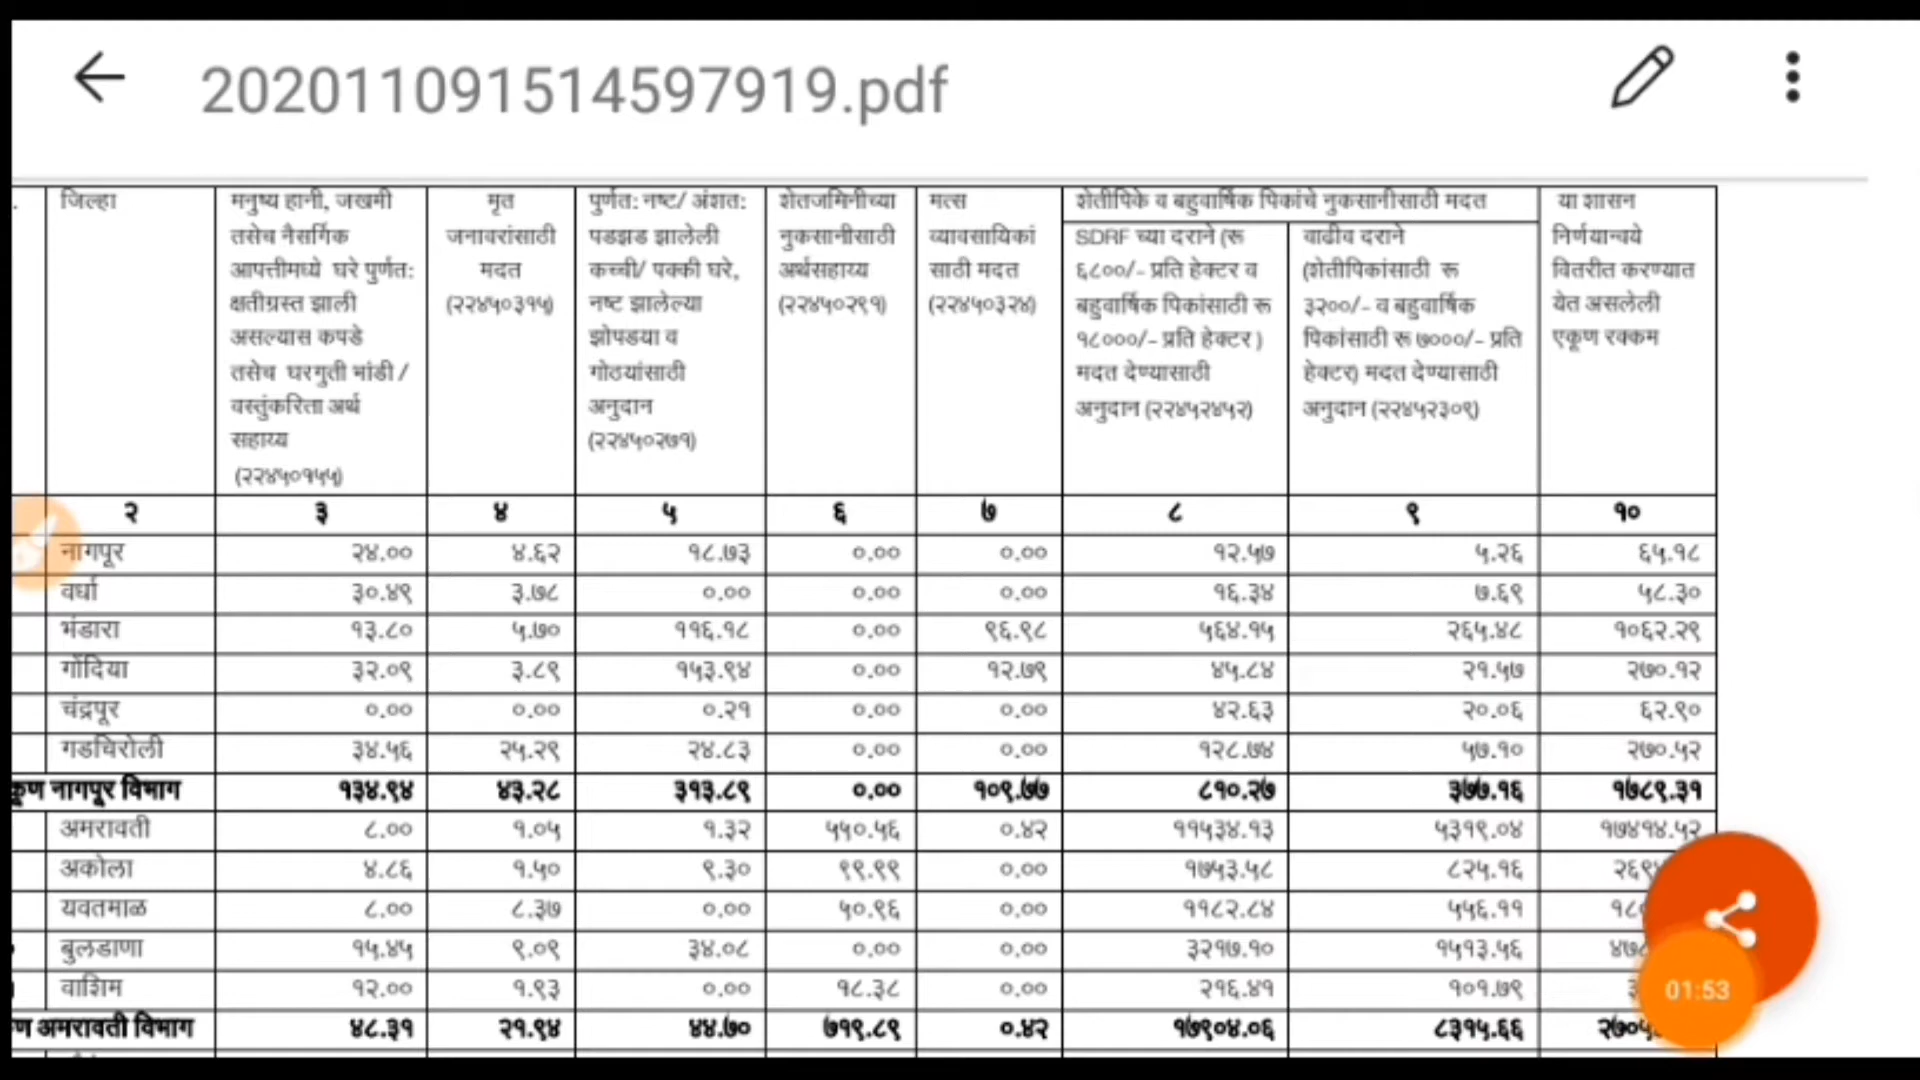 202011091514597919.pdf
जिल्हा
मनुष्य हानी, जखमी
तसेच नैसर्गिक
आपत्तीमध्ये घरे पुर्णत:
क्षतीग्रस्त झाली
असल्यास कपडे
तसेच घरगुती भांडी /
वस्तुंकरिता अर्थ
सहाय्य
(२२४५०१५५)
मृत
जनावरांसाठी
मदत
(२२४५०३१५)
पुर्णत: नष्ट/ अंशत:
पडझड झालेली
कच्ची/ पक्की घरे,
नष्ट झालेल्या
झोपडया व
गोठयांसाठी
अनुदान
(२२४५०२७१)
शेतजमिनीच्या
नुकसानीसाठी
अर्थसहाय्य
(२२४५०२९१)
मत्स
व्यावसायिकां
साठी मदत
(२२४५०३२४)
शेतीपिके व बहुवार्षिक पिकांचे नुकसानीसाठी मदत
SDRF च्या दराने (रू
६८००/- प्रति हेक्टर व
बहुवार्षिक पिकांसाठी रू
१८०००/- प्रति हेक्टर )
मदत देण्यासाठी
अनुदान (२२४५२४५२)
वाढीव दराने
(शेतीपिकांसाठी रू
३२००/- व बहुवार्षिक
पिकांसाठी रू ७०००/- प्रति
हेक्टर) मदत देण्यासाठी
अनुदान (२२४५२३०९)
या शासन
निर्णयान्वये
वितरीत करण्यात
येत असलेली
एकूण रक्कम
२ ३ ४ ५ ६ ७ ८ ९ १०
नागपूर २४.०० ४.६२ १८.७३ ०.०० ०.०० १२.५७ ५.२६ ६५.१८
वर्धा ३०.४९ ३.७८ ०.०० ०.०० ०.०० १६.३४ ७.६९ ५८.३०
भंडारा १३.८० ५.७० ११६.१८ ०.०० ९६.९८ ५६४.१५ २६५.४८ १०६२.२९
गोंदिया ३२.०९ ३.८९ १५३.९४ ०.०० १२.७९ ४५.८४ २१.५७ २७०.१२
चंद्रपूर ०.०० ०.०० ०.२१ ०.०० ०.०० ४२.६३ २०.०६ ६२.९०
गडचिरोली ३४.५६ २५.२९ २४.८३ ०.०० ०.०० १२८.७४ ५७.१० २७०.५२
कूण नागपूर विभाग १३४.९४ ४३.२८ ३१३.८९ ०.०० १०९.७७ ८१०.२७ ३७७.१६ १७८९.३१
अमरावती ८.०० १.०५ १.३२ ५५०.५६ ०.४२ ११५३४.१३ ५३१९.०४ १७४१४.५२
अकोला ४.८६ १.५० ९.३० ९९.९९ ०.०० १७५३.५८ ८२५.१६
यवतमाळ ८.०० ८.३७ ०.०० ५०.९६ ०.०० ११८२.८४ ५५६.११
बुलडाणा १५.४५ ९.०९ ३४.०८ ०.०० ०.०० ३२१७.१० १५१३.५६
वाशिम १२.०० १.९३ ०.०० १८.३८ ०.०० २१६.४१ १०१.७९
ण अमरावती विभाग ४८.३१ २१.९४ ४४.७० ७१९.८९ ०.४२ १७९०४.०६ ८३१५.६६
01:53